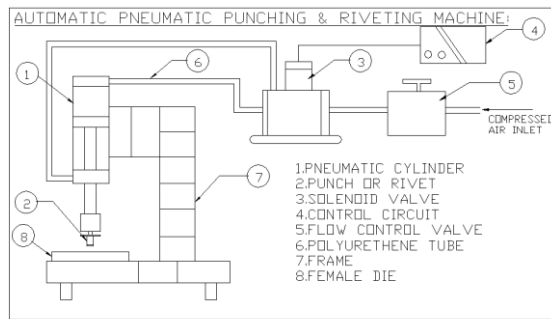 AUTOMATIC PNEUMATIC PUNCHING & RIVETING MACHINE:
4
6
3
1
5
COMPRESSED
AIR INLET
1.PNEUMATIC CYLINDER
7
2.PUNCH OR RIVET
3.SOLENOID VALVE
2
4.CONTROL CIRCUIT
5.FLOW CONTROL VALVE
8
6.POLYURETHENE TUBE
7.FRAME
8.FEMALE DIE